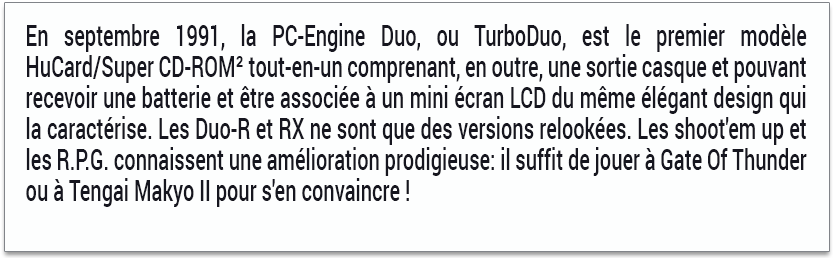 En septembre 1991, la PC-Engine Duo, ou TurboDuo, est le premier modèle
HuCard/Super CD-ROM² tout-en-un comprenant, en outre, une sortie casque et pouvant
recevoir une batterie et être associée à un mini écran LCD du même élégant design qui
la caractérise. Les Duo-R et RX ne sont que des versions relookées. Les shoot'em up et
les R.P.G. connaissent une amélioration prodigieuse: il suffit de jouer à Gate Of Thunder
ou à Tengai Makyo II pour s'en convaincre !